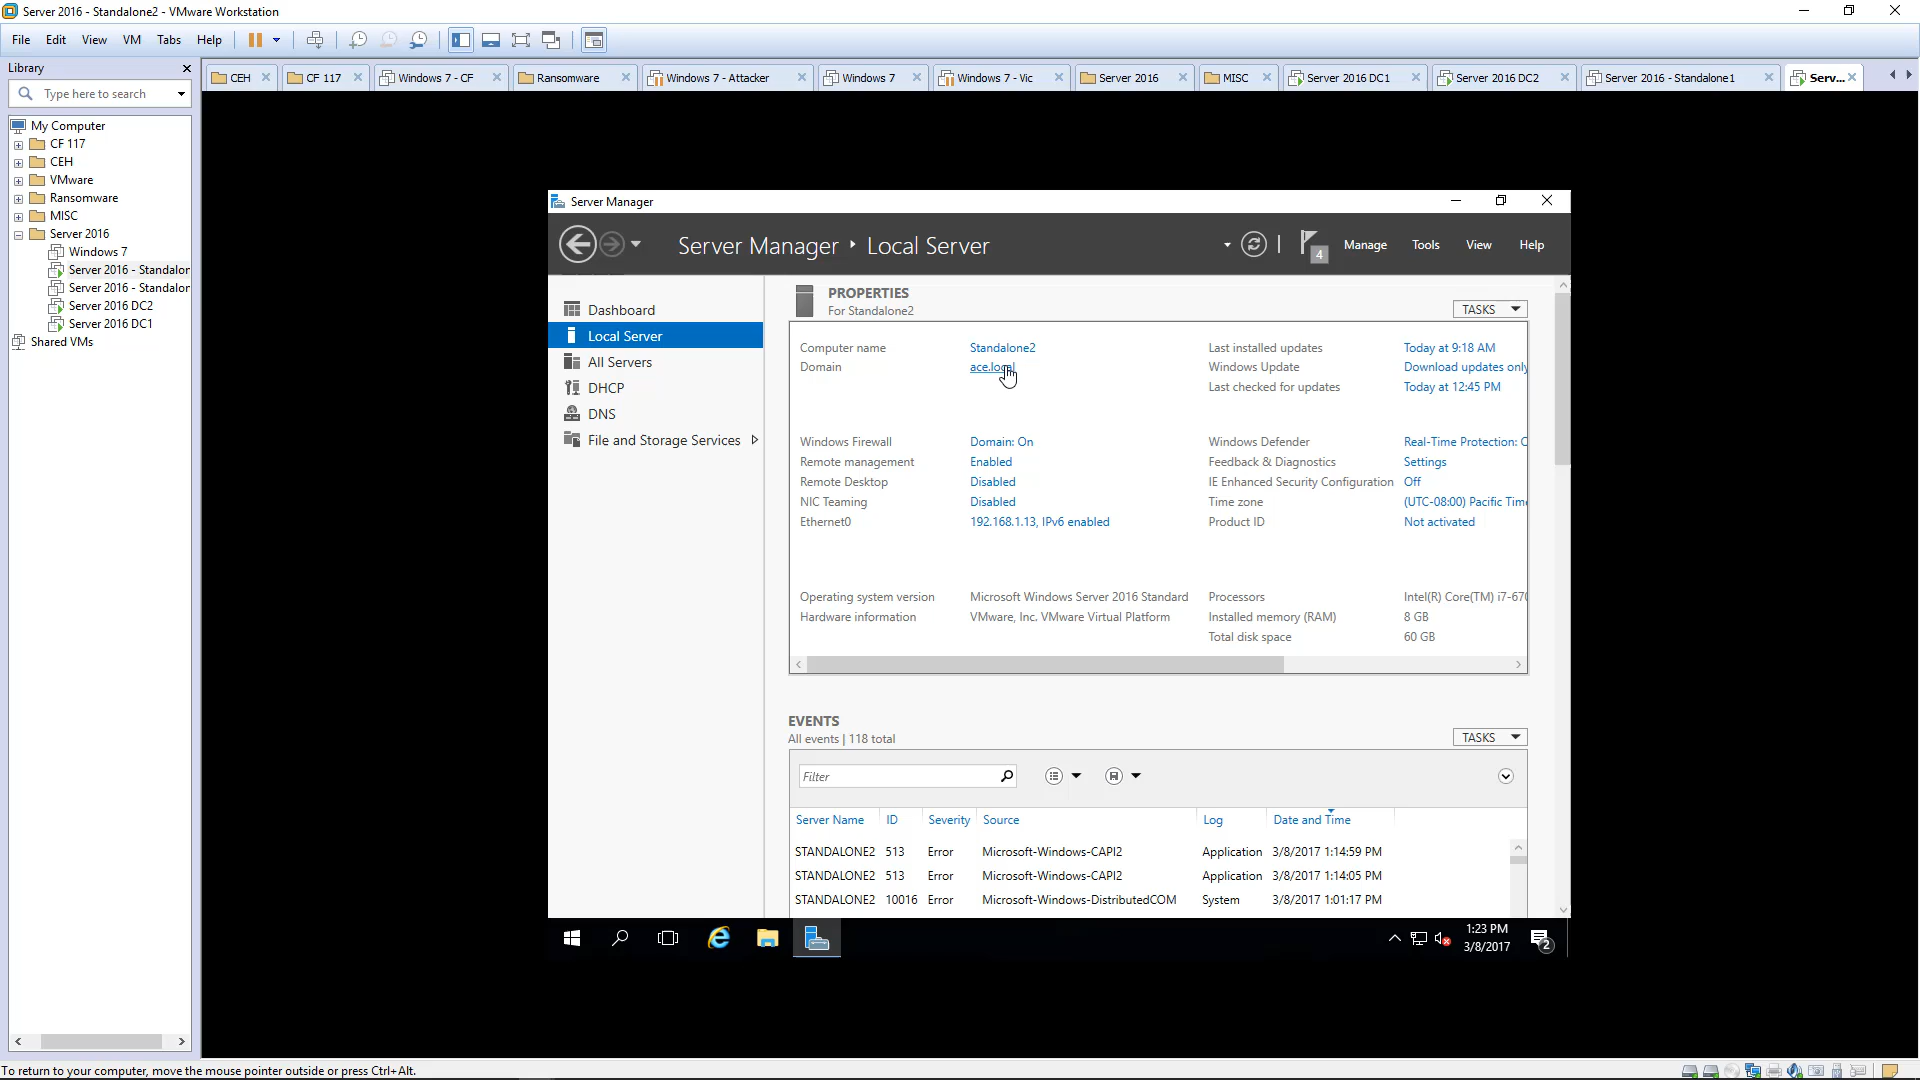 Server 2016 - Standalone2 - VMware Workstation
File Edit View VM Tabs Help
Library
Type here to search
CEH
CF 117
Windows 7 - CF
Ransomware
Windows 7 - Attacker
Windows 7
Windows 7 - Vic
Server 2016
MISC
Server 2016 DC1
Server 2016 DC2
Server 2016 - Standalone1
Serv...
My Computer
CF 117
CEH
VMware
Ransomware
MISC
Server 2016
Windows 7
Server 2016 - Standalor
Server 2016 - Standalor
Server 2016 DC2
Server 2016 DC1
Shared VMs
Server Manager
Server Manager • Local Server
4
Manage Tools View Help
Dashboard
Local Server
All Servers
DHCP
DNS
File and Storage Services
PROPERTIES
For Standalone2
TASKS
Computer name Standalone2 Last installed updates Today at 9:18 AM
Domain ace.local Windows Update Download updates only
Last checked for updates Today at 12:45 PM
Windows Firewall Domain: On Windows Defender Real-Time Protection:
Remote management Enabled Feedback & Diagnostics Settings
Remote Desktop Disabled IE Enhanced Security Configuration Off
NIC Teaming Disabled Time zone (UTC-08:00) Pacific Time
Ethernet0 192.168.1.13, IPv6 enabled Product ID Not activated
Operating system version Microsoft Windows Server 2016 Standard Processors Intel(R) Core(TM) i7-670
Hardware information VMware, Inc. VMware Virtual Platform Installed memory (RAM) 8 GB
Total disk space 60 GB
EVENTS
All events | 118 total
TASKS
Filter
Server Name ID Severity Source Log Date and Time
STANDALONE2 513 Error Microsoft-Windows-CAPI2 Application 3/8/2017 1:14:59 PM
STANDALONE2 513 Error Microsoft-Windows-CAPI2 Application 3/8/2017 1:14:05 PM
STANDALONE2 10016 Error Microsoft-Windows-DistributedCOM System 3/8/2017 1:01:17 PM
1:23 PM
3/8/2017
2
To return to your computer, move the mouse pointer outside or press Ctrl+Alt.